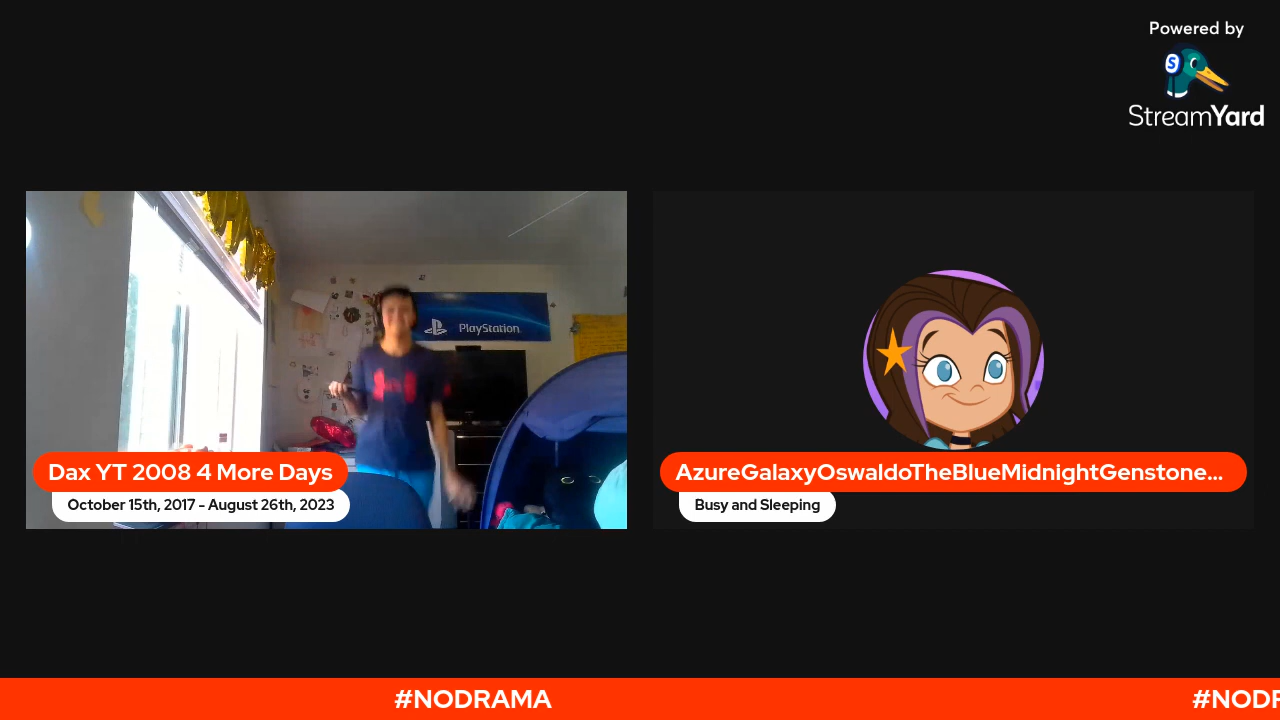 Powered by
S
StreamYard
PlayStation
Dax YT 2008 4 More Days
October 15th, 2017 - August 26th, 2023
AzureGalaxyOswaldoTheBlueMidnightGenstone...
Busy and Sleeping
#NODRAMA
#NODR